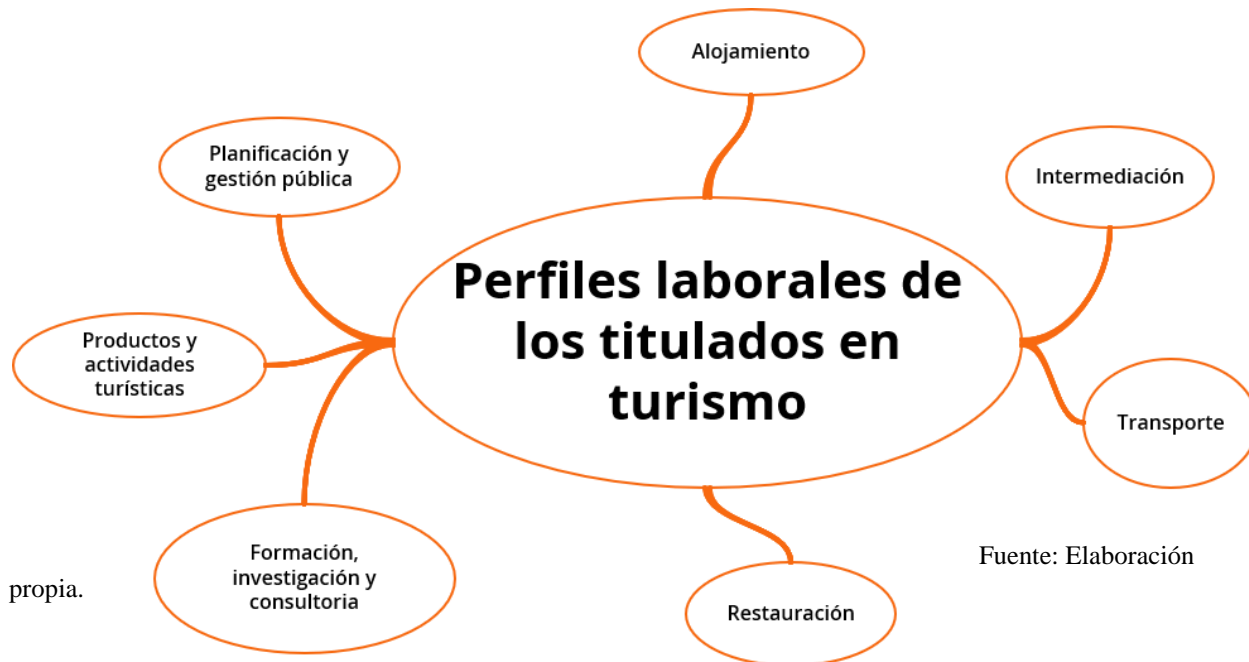 Alojamiento
Planificación y
gestión pública
Intermediación
Perfiles laborales de
los titulados en
turismo
Productos y
actividades
turísticas
Transporte
Formación,
investigación y
consultoria
Restauración
Fuente: Elaboración
propia.